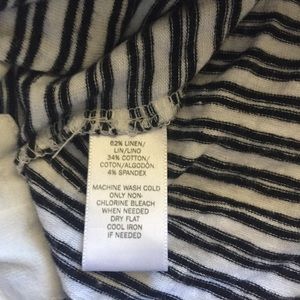 62% LINEN/
LIN/LINO
34% COTTON/
COTON/ALGODÓN
4% SPANDEX
MACHINE WASH COLD
ONLY NON-
CHLORINE BLEACH
WHEN NEEDED
DRY FLAT
COOL IRON
IF NEEDED